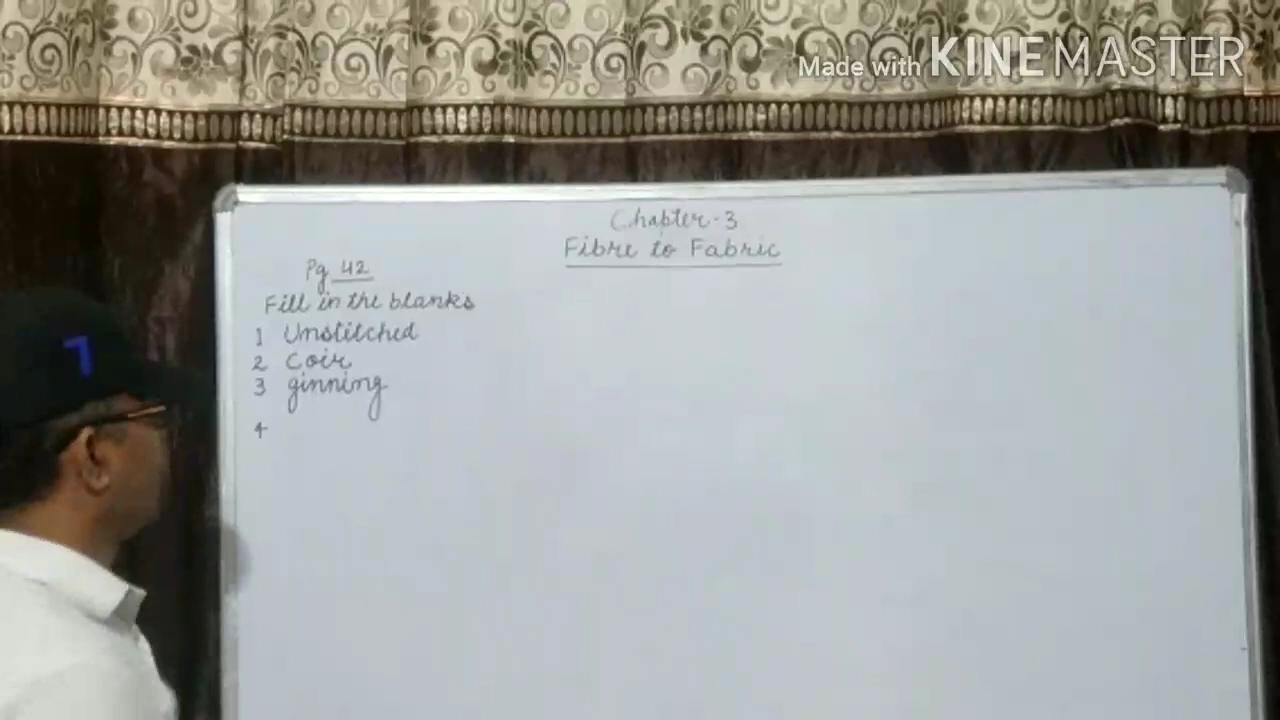 Made with KINEMASTER
Chapter-3
Fibre to Fabric
Pg 42
Fill in the blanks
1 Unstitched
2 Coir
3 ginning
4